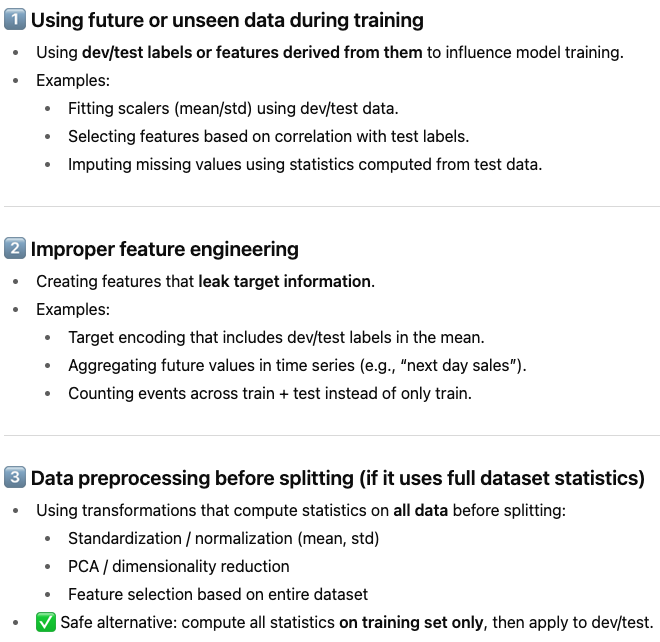 1️⃣ Using future or unseen data during training
• Using dev/test labels or features derived from them to influence model training.
• Examples:
• Fitting scalers (mean/std) using dev/test data.
• Selecting features based on correlation with test labels.
• Imputing missing values using statistics computed from test data.
2️⃣ Improper feature engineering
• Creating features that leak target information.
• Examples:
• Target encoding that includes dev/test labels in the mean.
• Aggregating future values in time series (e.g., “next day sales”).
• Counting events across train + test instead of only train.
3️⃣ Data preprocessing before splitting (if it uses full dataset statistics)
• Using transformations that compute statistics on all data before splitting:
• Standardization / normalization (mean, std)
• PCA / dimensionality reduction
• Feature selection based on entire dataset
• ✅ Safe alternative: compute all statistics on training set only, then apply to dev/test.